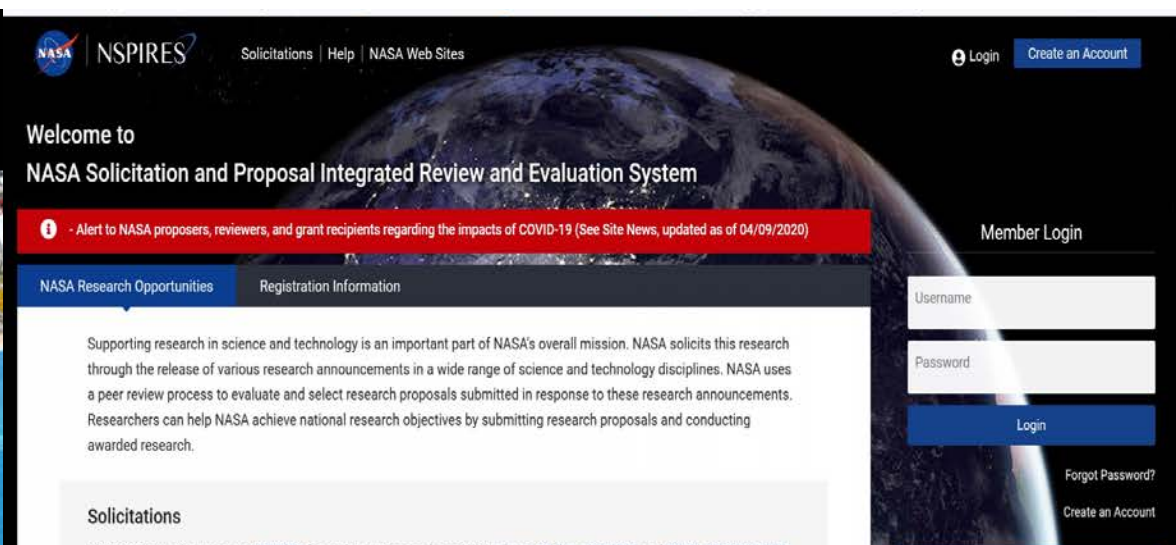 NASA
NSPIRES
Solicitations | Help | NASA Web Sites
Login
Create an Account
Welcome to
NASA Solicitation and Proposal Integrated Review and Evaluation System
- Alert to NASA proposers, reviewers, and grant recipients regarding the impacts of COVID-19 (See Site News, updated as of 04/09/2020)
NASA Research Opportunities
Registration Information
Supporting research in science and technology is an important part of NASA's overall mission. NASA solicits this research
through the release of various research announcements in a wide range of science and technology disciplines. NASA uses
a peer review process to evaluate and select research proposals submitted in response to these research announcements.
Researchers can help NASA achieve national research objectives by submitting research proposals and conducting
awarded research.
Solicitations
Member Login
Username
Password
Login
Forgot Password?
Create an Account